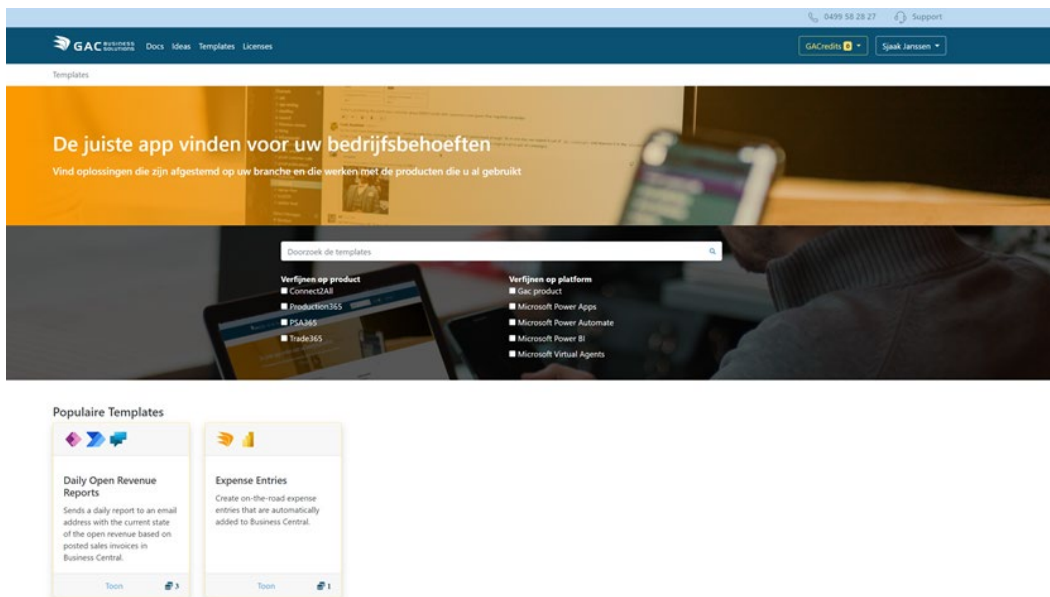 0499 58 28 27 Support
GAC BUSINESS SOLUTIONS Docs Ideas Templates Licenses GACredits 0 Sjaak Janssen
Templates
De juiste app vinden voor uw bedrijfsbehoeften
Vind oplossingen die zijn afgestemd op uw branche en die werken met de producten die u al gebruikt
Doorzoek de templates
Verfijnen op product
Connect2All
Production365
PSA365
Trade365
Verfijnen op platform
Gac product
Microsoft Power Apps
Microsoft Power Automate
Microsoft Power BI
Microsoft Virtual Agents
Populaire Templates
Daily Open Revenue
Reports
Sends a daily report to an email
address with the current state
of the open revenue based on
posted sales invoices in
Business Central.
Toon 3
Expense Entries
Create on-the-road expense
entries that are automatically
added to Business Central.
Toon 1